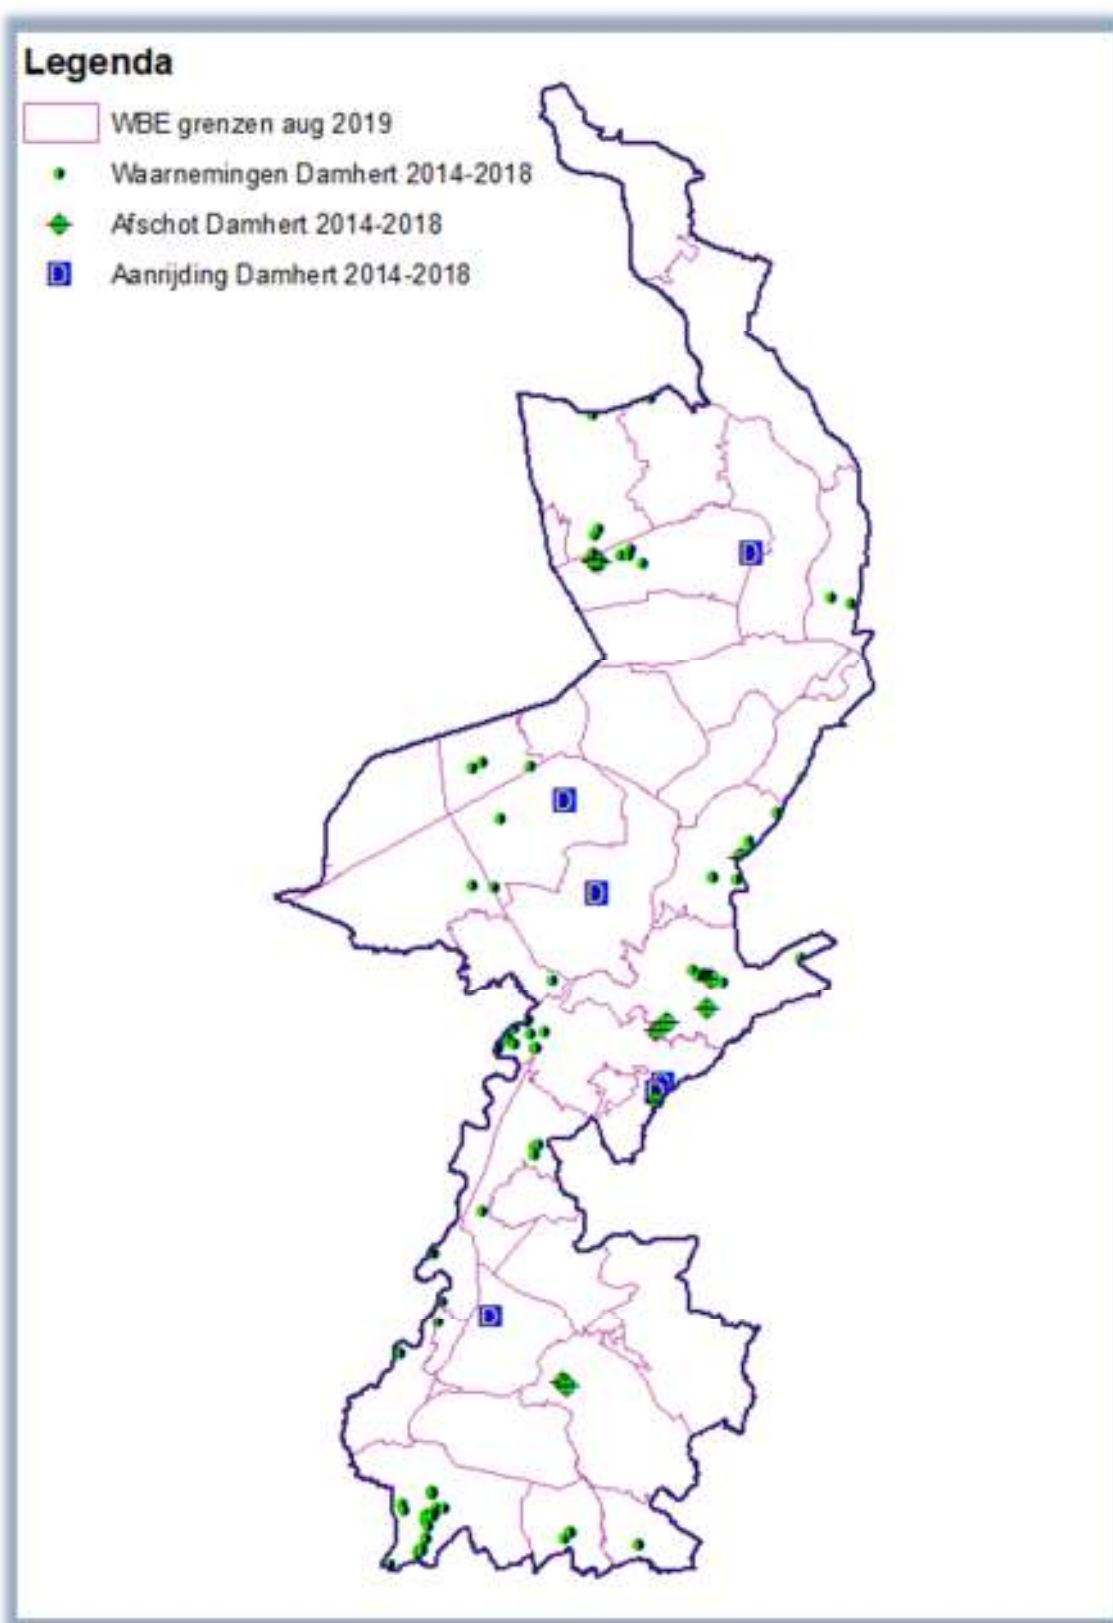 Legenda
WBE grenzen aug 2019
Waarnemingen Damhert 2014-2018
Afschot Damhert 2014-2018
D Aanrijding Damhert 2014-2018
D
D
D
D
D
D